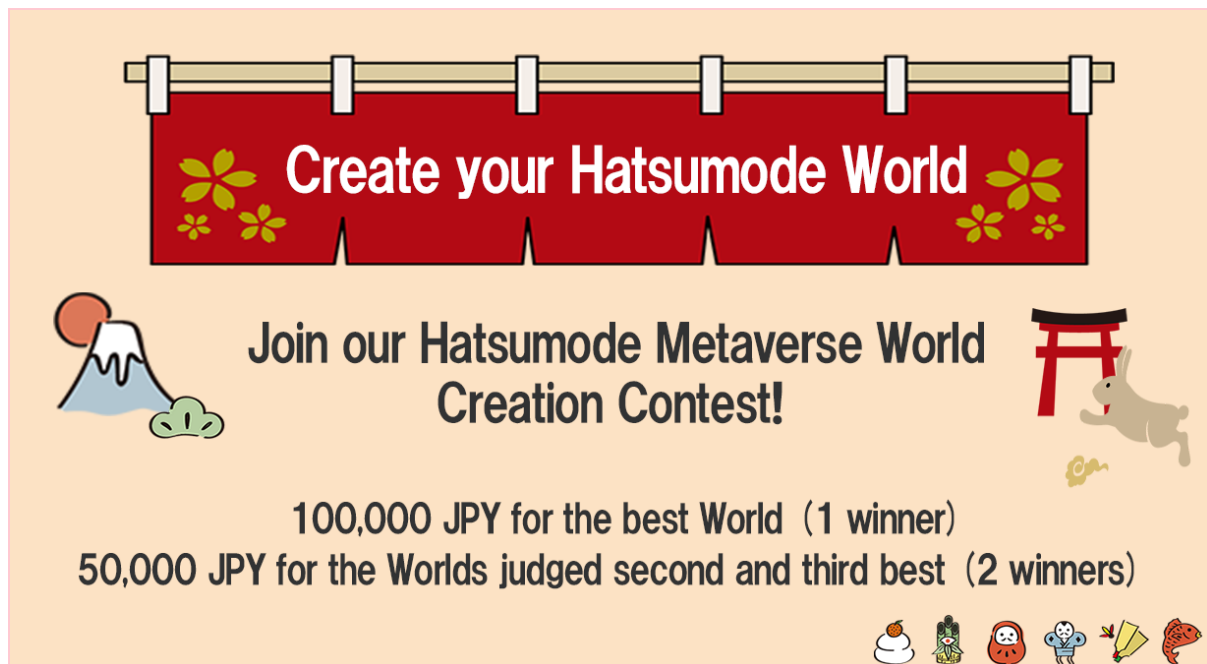 Create your Hatsumode World
Join our Hatsumode Metaverse World
Creation Contest!
100,000 JPY for the best World（1 winner）
50,000 JPY for the Worlds judged second and third best（2 winners）